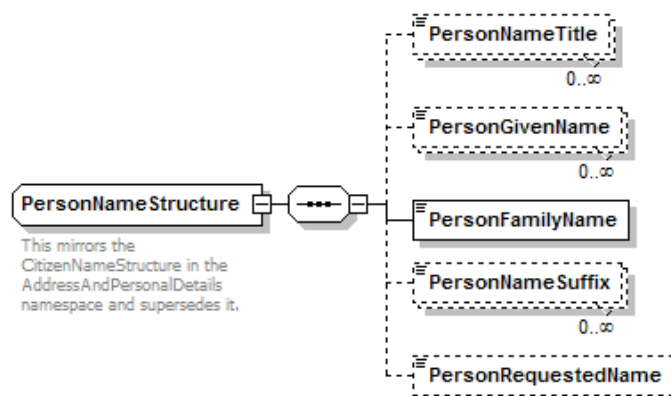 PersonNameTitle
0..∞
PersonGivenName
0..∞
PersonNameStructure
PersonFamilyName
This mirrors the
CitizenNameStructure in the
AddressAndPersonalDetails
namespace and supersedes it.
PersonNameSuffix
0..∞
PersonRequestedName